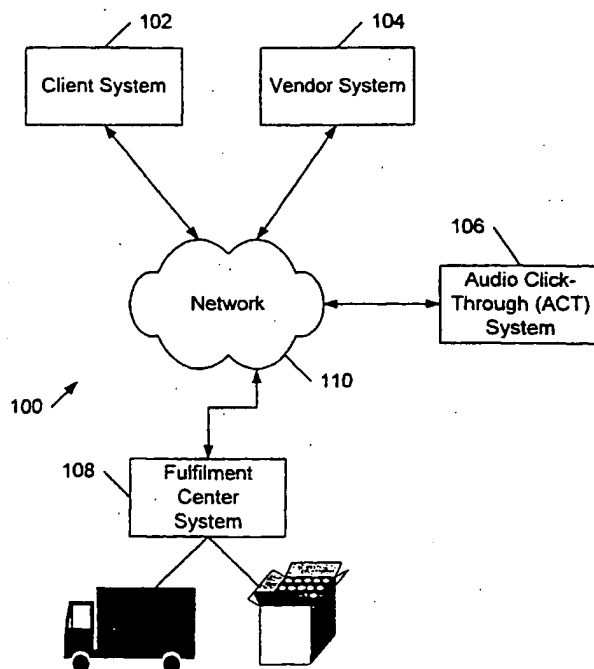 102
104
Client System
Vendor System
106
Audio Click-
Through (ACT)
System
Network
110
100
108
Fulfilment
Center
System